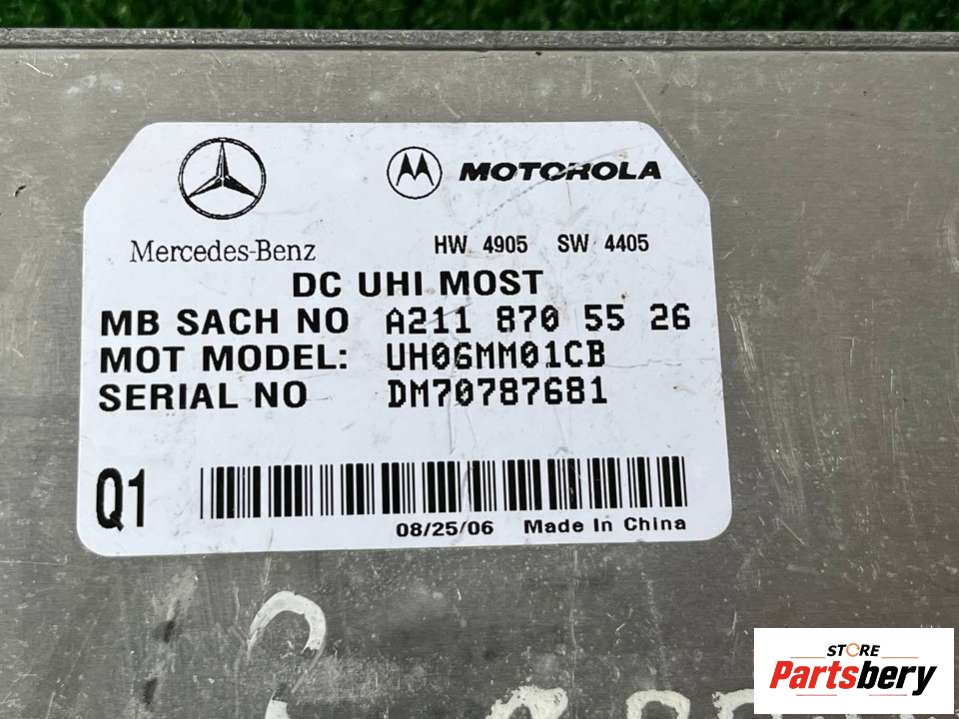 MOTOROLA
Mercedes-Benz
HW 4905 SW 4405
DC UHI MOST
MB SACH NO A211 870 55 26
MOT MODEL: UH06MM01CB
SERIAL NO DM70787681
Q1
08/25/06 Made In China
STORE
Partsbery